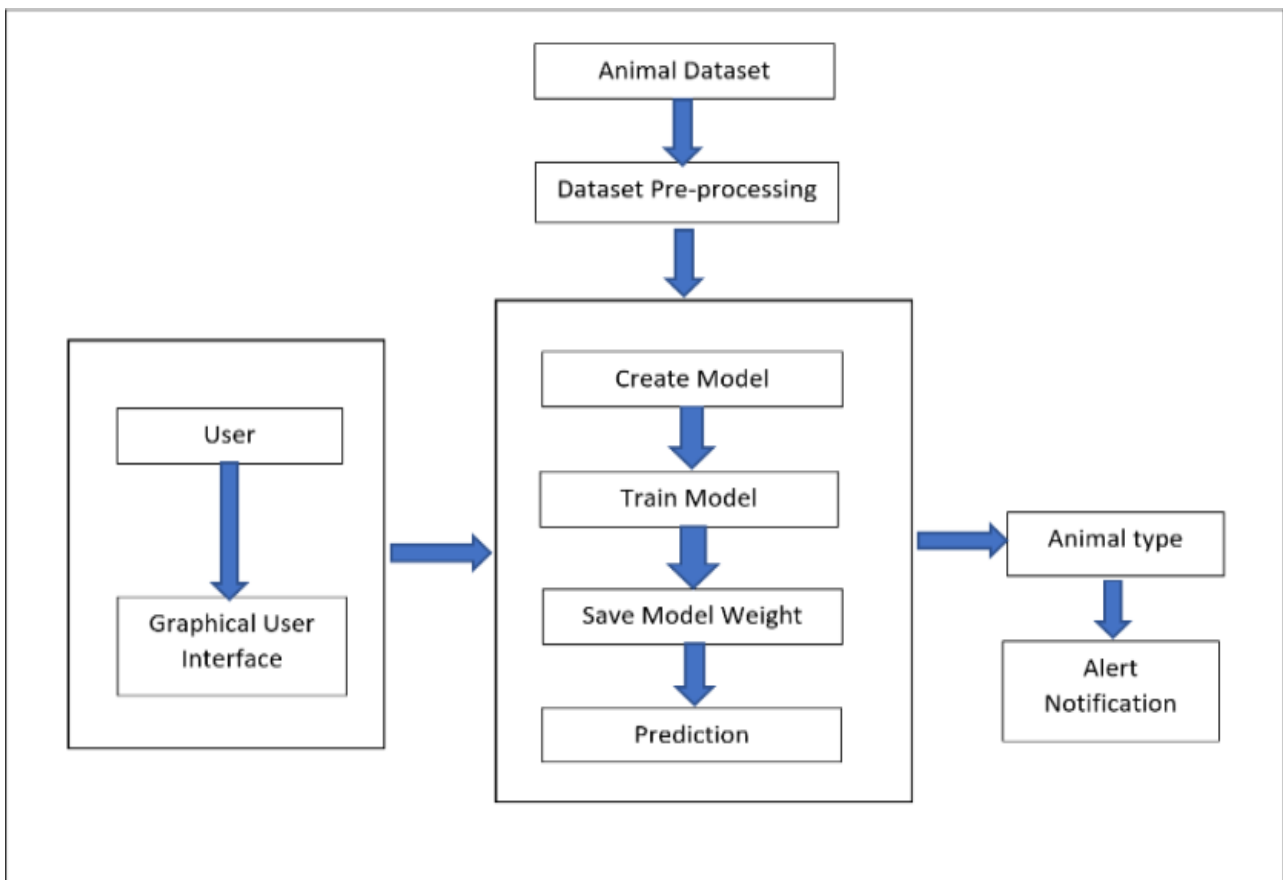 Animal Dataset
Dataset Pre-processing
Create Model
User
Train Model
Animal type
Graphical User
Interface
Save Model Weight
Alert
Notification
Prediction